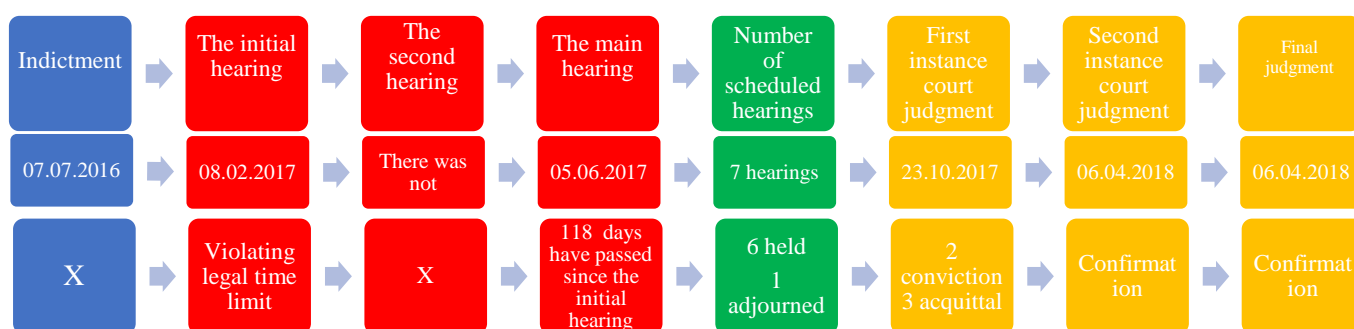 Indictment
The initial
hearing
The
second
hearing
The main
hearing
Number
of
scheduled
hearings
First
instance
court
judgment
Second
instance
court
judgment
Final
judgment
07.07.2016
08.02.2017
There was
not
05.06.2017
7 hearings
23.10.2017
06.04.2018
06.04.2018
X
Violating
legal time
limit
X
118 days
have passed
since the
initial
hearing
6 held
1
adjourned
2
conviction
3 acquittal
Confirmat
ion
Confirmat
ion